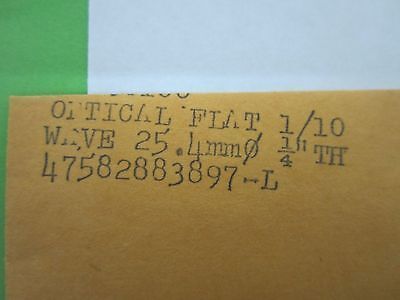 OPTICAL FLAT 1/10
WAVE 25.4mmØ 1/4" TH
47582883897-L